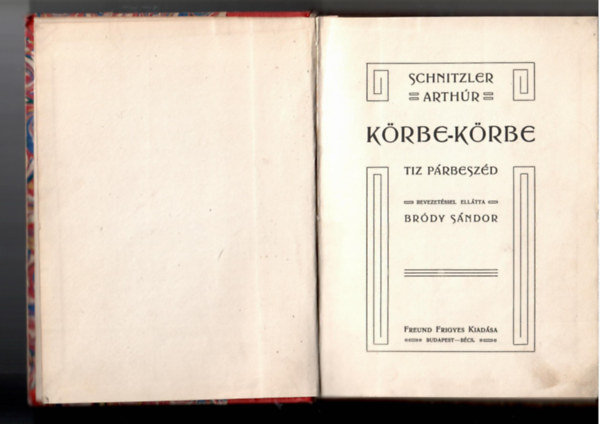 SCHNITZLER
ARTHÚR
KÖRBE-KÖRBE
TIZ PÁRBESZÉD
BEVEZETÉSSEL ELLÁTTA
BRÓDY SÁNDOR
FREUND FRIGYES KIADÁSA
BUDAPEST—BÉCS.